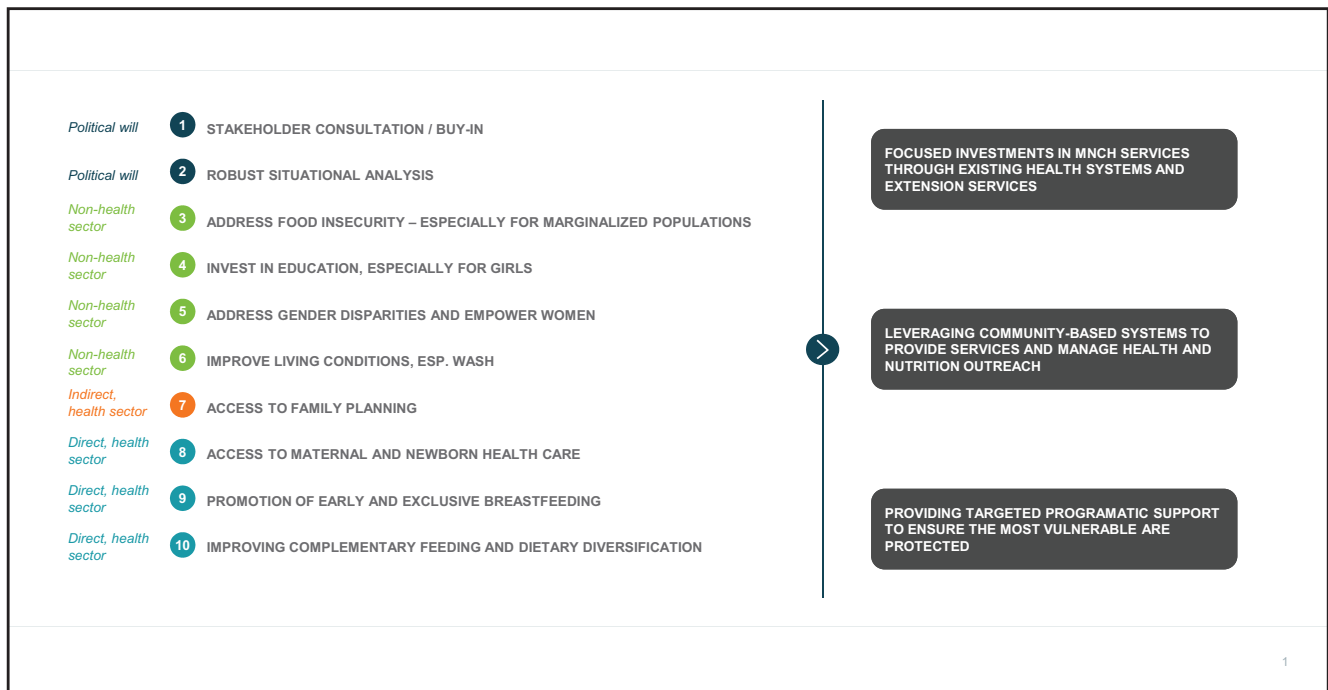 Political will
1
STAKEHOLDER CONSULTATION / BUY-IN
Political will
2
ROBUST SITUATIONAL ANALYSIS
Non-health
sector
3
ADDRESS FOOD INSECURITY – ESPECIALLY FOR MARGINALIZED POPULATIONS
Non-health
sector
4
INVEST IN EDUCATION, ESPECIALLY FOR GIRLS
Non-health
sector
5
ADDRESS GENDER DISPARITIES AND EMPOWER WOMEN
Non-health
sector
6
IMPROVE LIVING CONDITIONS, ESP. WASH
Indirect,
health sector
7
ACCESS TO FAMILY PLANNING
Direct, health
sector
8
ACCESS TO MATERNAL AND NEWBORN HEALTH CARE
Direct, health
sector
9
PROMOTION OF EARLY AND EXCLUSIVE BREASTFEEDING
Direct, health
sector
10
IMPROVING COMPLEMENTARY FEEDING AND DIETARY DIVERSIFICATION
FOCUSED INVESTMENTS IN MNCH SERVICES
THROUGH EXISTING HEALTH SYSTEMS AND
EXTENSION SERVICES
LEVERAGING COMMUNITY-BASED SYSTEMS TO
PROVIDE SERVICES AND MANAGE HEALTH AND
NUTRITION OUTREACH
PROVIDING TARGETED PROGRAMATIC SUPPORT
TO ENSURE THE MOST VULNERABLE ARE
PROTECTED
1